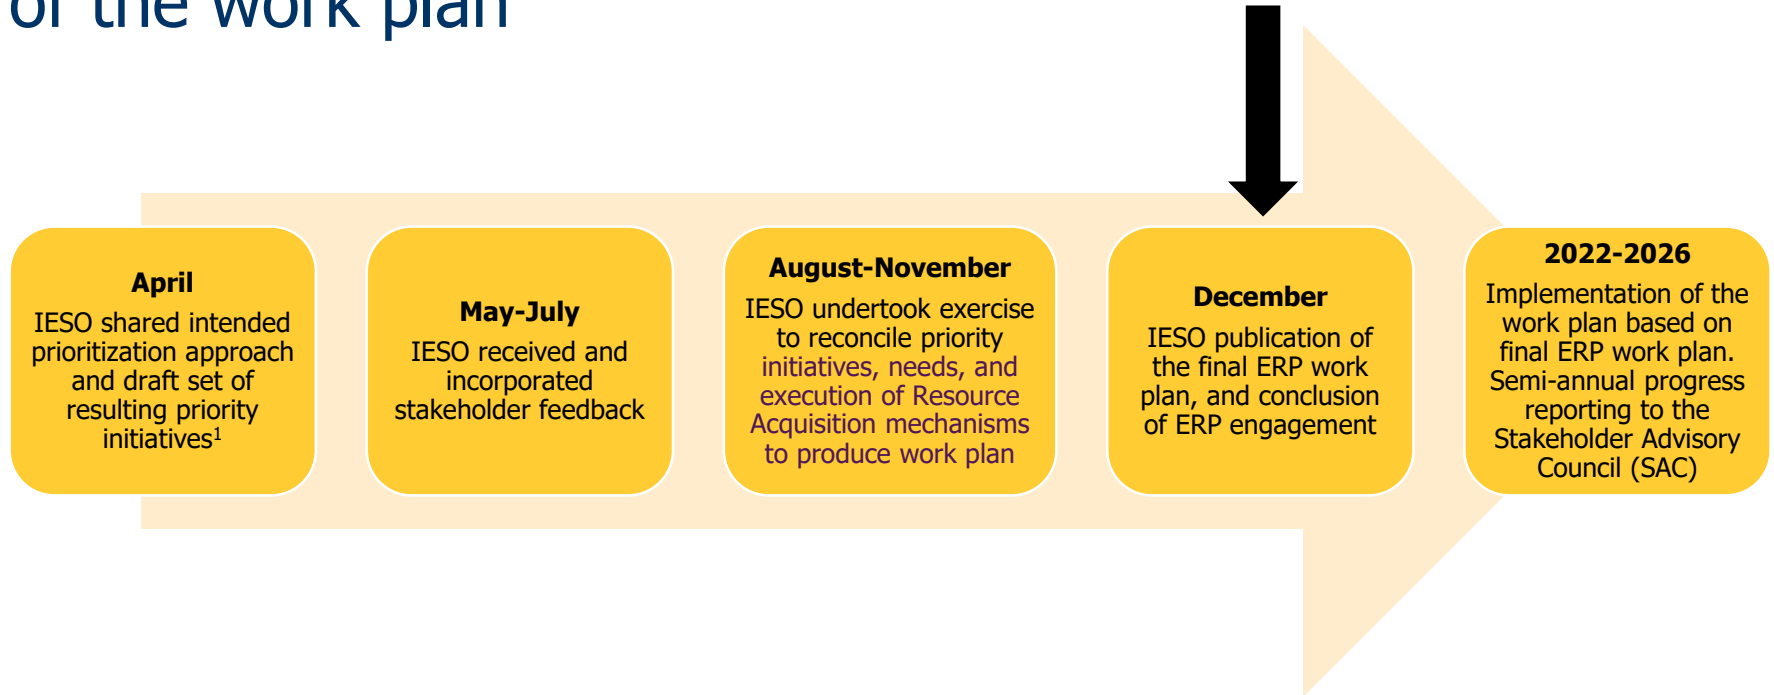 of the work plan
April
IESO shared intended
prioritization approach
and draft set of
resulting priority
initiatives¹
May-July
IESO received and
incorporated
stakeholder feedback
August-November
IESO undertook exercise
to reconcile priority
initiatives, needs, and
execution of Resource
Acquisition mechanisms
to produce work plan
December
IESO publication of
the final ERP work
plan, and conclusion
of ERP engagement
2022-2026
Implementation of the
work plan based on
final ERP work plan.
Semi-annual progress
reporting to the
Stakeholder Advisory
Council (SAC)